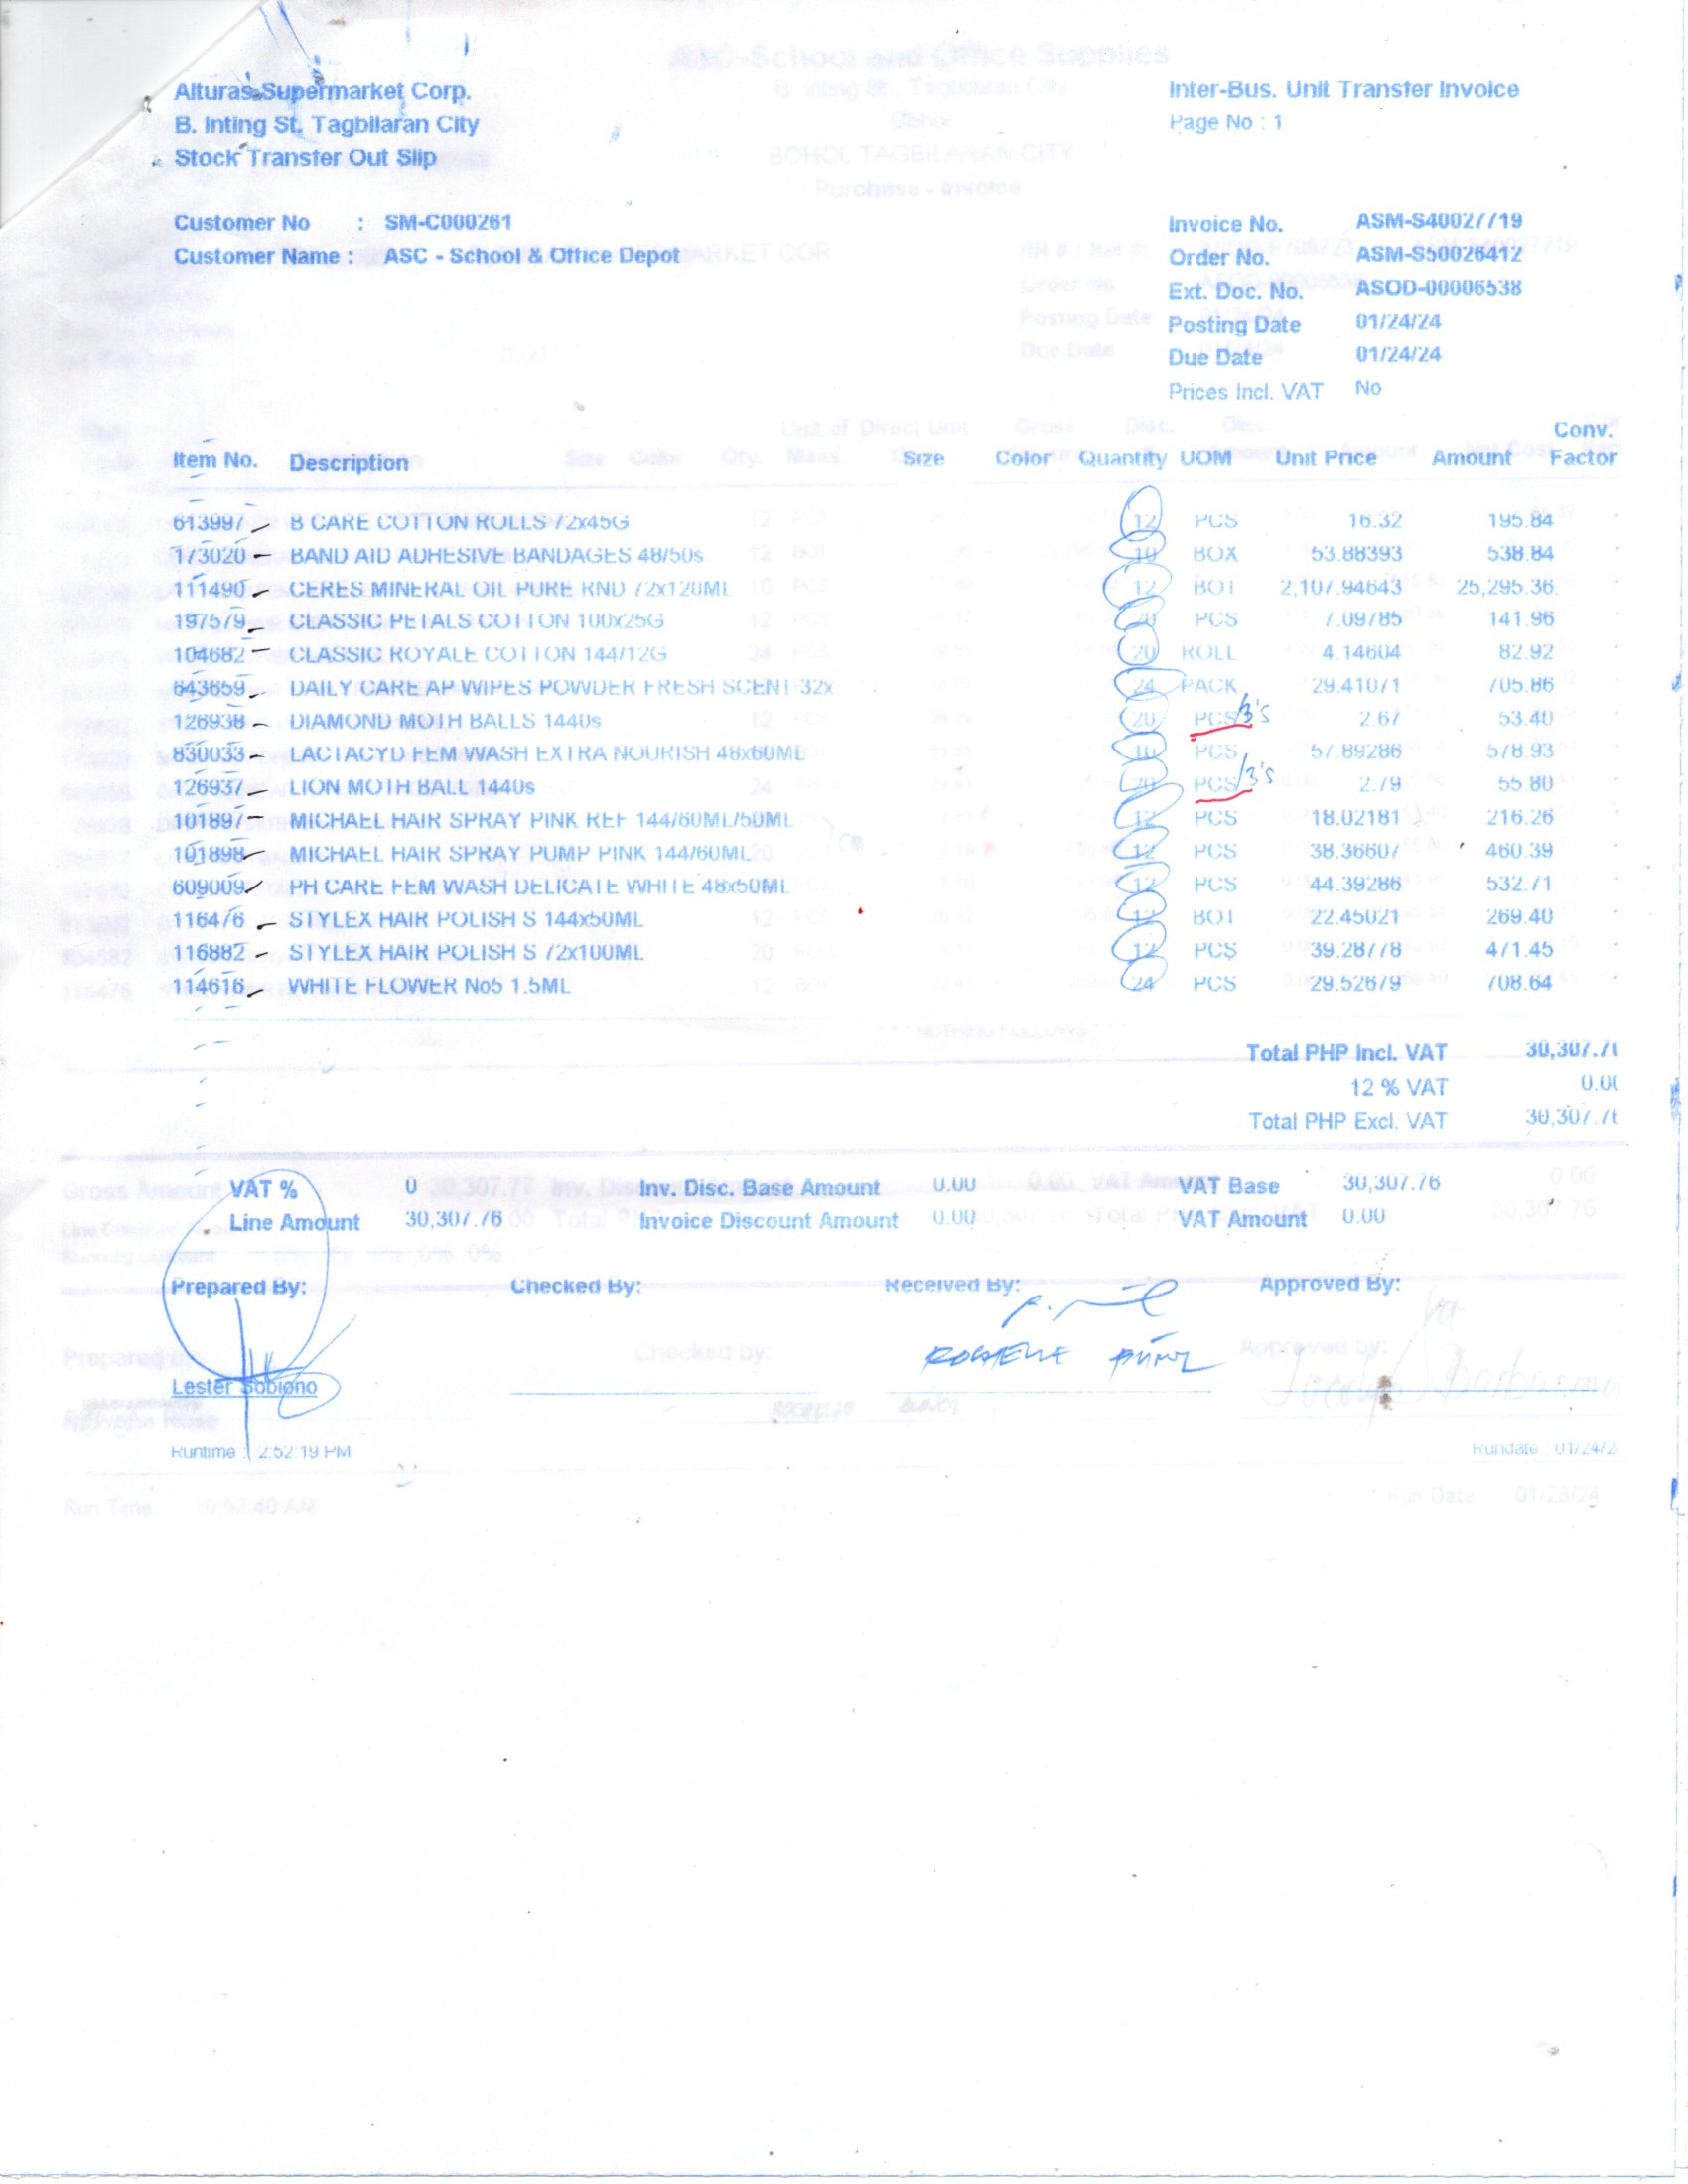 Alturas Supermarket Corp.
B. Inting St. Tagbilaran City
Stock Transfer Out Slip
Inter-Bus. Unit Transfer Invoice
Page No : 1
Customer No : SM-C000261
Customer Name : ASC - School & Office Depot
Invoice No. ASM-S40027719
Order No. ASM-S50026412
Ext. Doc. No. ASOD-00006538
Posting Date 01/24/24
Due Date 01/24/24
Prices Incl. VAT No
Item No. Description Size Color Quantity UOM Unit Price Amount Conv. Factor
613997 B CARE COTTON ROLLS 72x45G 12 PCS 16.32 195.84
173020 BAND AID ADHESIVE BANDAGES 48/50s 10 BOX 53.88393 538.84
111490 CERES MINERAL OIL PURE RND 72x120ML 12 BOT 2,107.94643 25,295.36
197579 CLASSIC PETALS COTTON 100x25G 20 PCS 7.09785 141.96
104682 CLASSIC ROYALE COTTON 144/12G 20 ROLL 4.14604 82.92
643659 DAILY CARE AP WIPES POWDER FRESH SCENT 32x 24 PACK 29.41071 705.86
126938 DIAMOND MOTH BALLS 1440s 20 PCS/3's 2.67 53.40
830033 LACTACYD FEM WASH EXTRA NOURISH 48x60ML 10 PCS 57.89286 578.93
126937 LION MOTH BALL 1440s 20 PCS/3's 2.79 55.80
101897 MICHAEL HAIR SPRAY PINK REF 144/60ML/50ML 12 PCS 18.02181 216.26
101898 MICHAEL HAIR SPRAY PUMP PINK 144/60ML 12 PCS 38.36607 460.39
609009 PH CARE FEM WASH DELICATE WHITE 48x50ML 12 PCS 44.39286 532.71
116476 STYLEX HAIR POLISH S 144x50ML 12 BOT 22.45021 269.40
116882 STYLEX HAIR POLISH S 72x100ML 12 PCS 39.28778 471.45
114616 WHITE FLOWER No5 1.5ML 24 PCS 29.52679 708.64
Total PHP Incl. VAT 30,307.76
12 % VAT 0.00
Total PHP Excl. VAT 30,307.76
VAT % 0 Inv. Disc. Base Amount 0.00 VAT Base 30,307.76
Line Amount 30,307.76 Invoice Discount Amount 0.00 VAT Amount 0.00
Prepared By: Checked By: Received By: Approved By:
Lester Sobiono
Runtime : 2:52:19 PM Rundate : 01/24/2